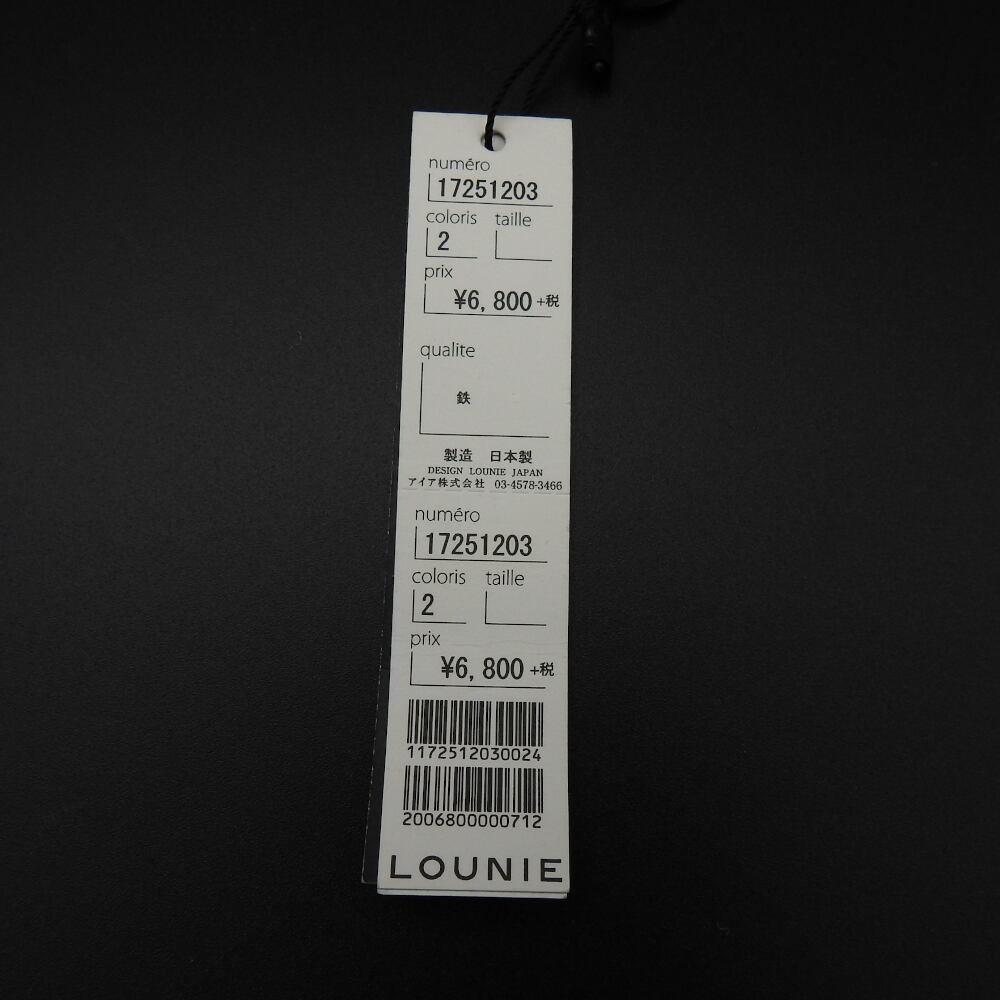 numéro
17251203
coloris taille
2
prix
¥6,800+税
qualite
鉄
製造 日本製
DESIGN LOUNIE JAPAN
アイア株式会社 03-4578-3466
numéro
17251203
coloris taille
2
prix
¥6,800+税
1172512030024
2006800000712
LOUNIE